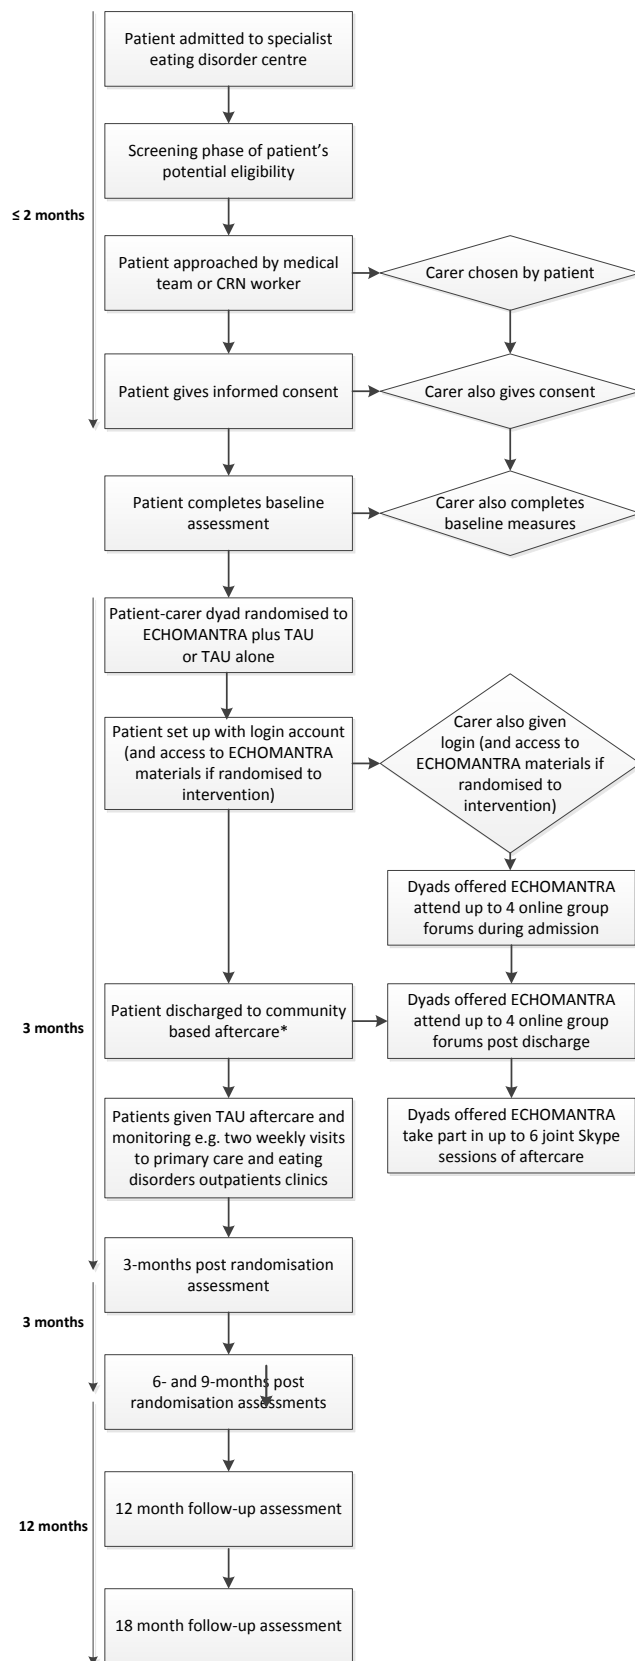 Patient admitted to specialist
eating disorder centre
Screening phase of patient's
potential eligibility
≤ 2 months
Patient approached by medical
team or CRN worker
Carer chosen by patient
Patient gives informed consent
Carer also gives consent
Patient completes baseline
assessment
Carer also completes
baseline measures
Patient-carer dyad randomised to
ECHOMANTRA plus TAU
or TAU alone
Patient set up with login account
(and access to ECHOMANTRA
materials if randomised to
intervention)
Carer also given
login (and access to
ECHOMANTRA materials if
randomised to
intervention)
Dyads offered ECHOMANTRA
attend up to 4 online group
forums during admission
3 months
Patient discharged to community
based aftercare*
Dyads offered ECHOMANTRA
attend up to 4 online group
forums post discharge
Patients given TAU aftercare and
monitoring e.g. two weekly visits
to primary care and eating
disorders outpatients clinics
Dyads offered ECHOMANTRA
take part in up to 6 joint Skype
sessions of aftercare
3-months post randomisation
assessment
3 months
6- and 9-months post
randomisation assessments
12 month follow-up assessment
12 months
18 month follow-up assessment